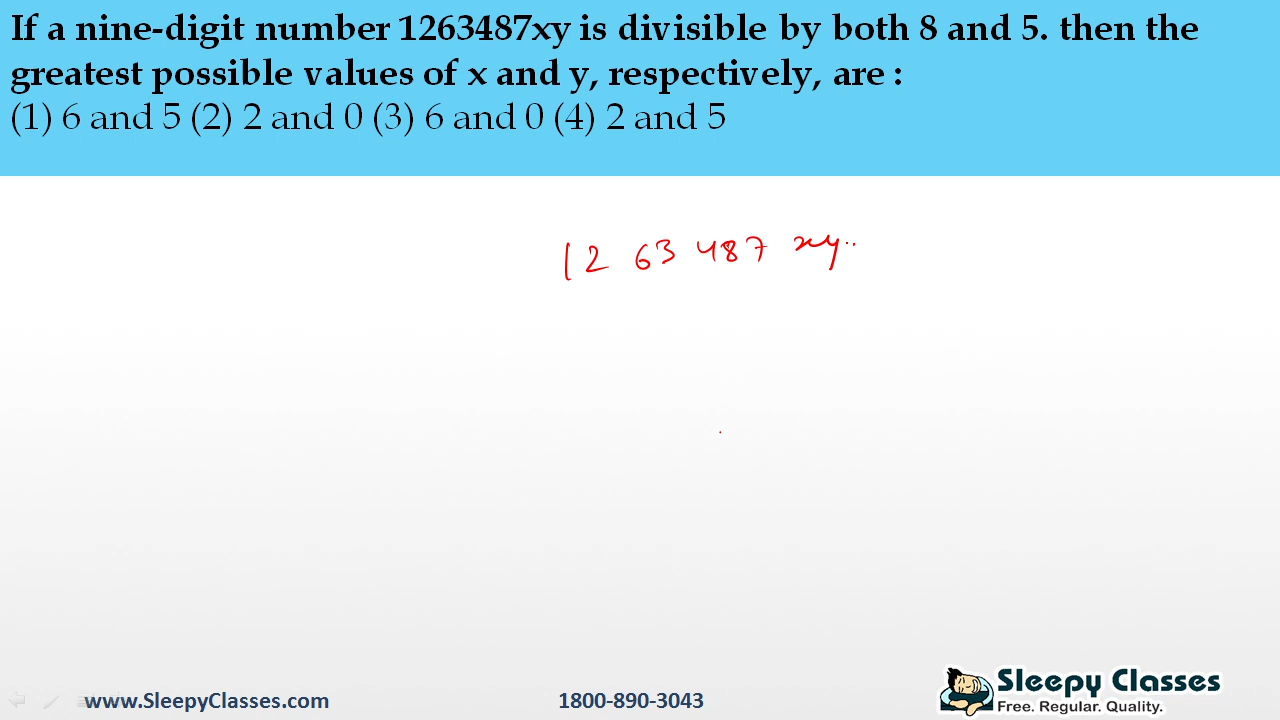 If a nine-digit number 1263487xy is divisible by both 8 and 5. then the
greatest possible values of x and y, respectively, are :
(1) 6 and 5 (2) 2 and 0 (3) 6 and 0 (4) 2 and 5
12 63 487 xy..
www.SleepyClasses.com
1800-890-3043
Sleepy Classes
Free. Regular. Quality.